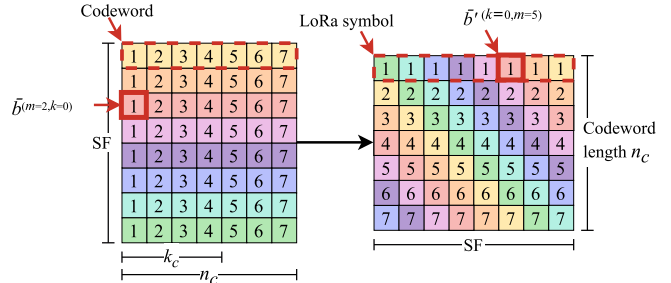 Codeword
LoRa symbol
b̄′(k=0,m=5)
1 2 3 4 5 6 7
1 2 3 4 5 6 7
1 2 3 4 5 6 7
1 2 3 4 5 6 7
1 2 3 4 5 6 7
1 2 3 4 5 6 7
1 2 3 4 5 6 7
1 2 3 4 5 6 7
b̄(m=2,k=0)
SF
k_c
n_c
1 1 1 1 1 1 1 1
2 2 2 2 2 2 2 2
3 3 3 3 3 3 3 3
4 4 4 4 4 4 4 4
5 5 5 5 5 5 5 5
6 6 6 6 6 6 6 6
7 7 7 7 7 7 7 7
Codeword
length n_c
SF